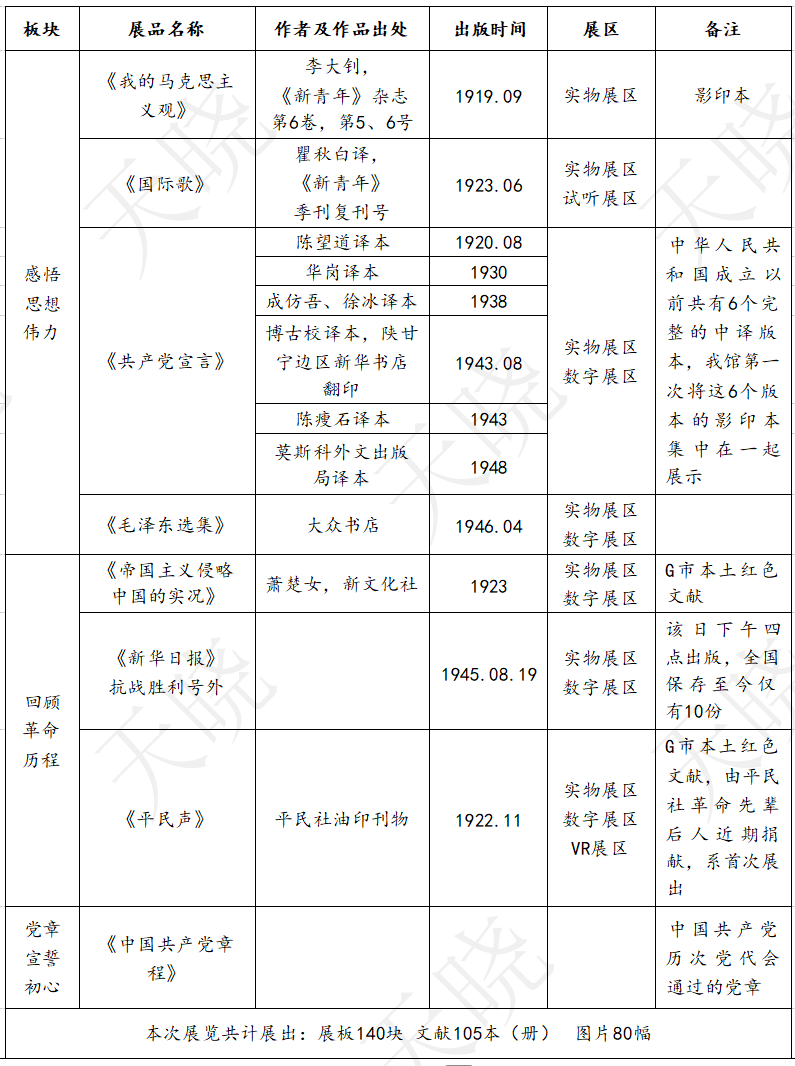 板块 展品名称 作者及作品出处 出版时间 展区 备注
感悟
思想
伟力
《我的马克思主
义观》
李大钊，
《新青年》杂志
第6卷，第5、6号
1919.09
实物展区
影印本
《国际歌》
瞿秋白译，
《新青年》
季刊复刊号
1923.06
实物展区
试听展区
《共产党宣言》
陈望道译本
1920.08
华岗译本
1930
成仿吾、徐冰译本
1938
博古校译本，陕甘
宁边区新华书店
翻印
1943.08
陈瘦石译本
1943
莫斯科外文出版
局译本
1948
实物展区
数字展区
中华人民共
和国成立以
前共有6个完
整的中译版
本，我馆第一
次将这6个版
本的影印本
集中在一起
展示
《毛泽东选集》
大众书店
1946.04
实物展区
数字展区
回顾
革命
历程
《帝国主义侵略
中国的实况》
萧楚女，新文化社
1923
实物展区
数字展区
G市本土红色
文献
《新华日报》
抗战胜利号外
1945.08.19
实物展区
数字展区
该日下午四
点出版，全国
保存至今仅
有10份
《平民声》
平民社油印刊物
1922.11
实物展区
数字展区
VR展区
G市本土红色
文献，由平民
社革命先辈
后人近期捐
献，系首次展
出
党章
宣誓
初心
《中国共产党章
程》
中国共产党
历次党代会
通过的党章
本次展览共计展出：展板140块 文献105本（册） 图片80幅
天晓
天晓
天晓
天晓
天晓
天晓